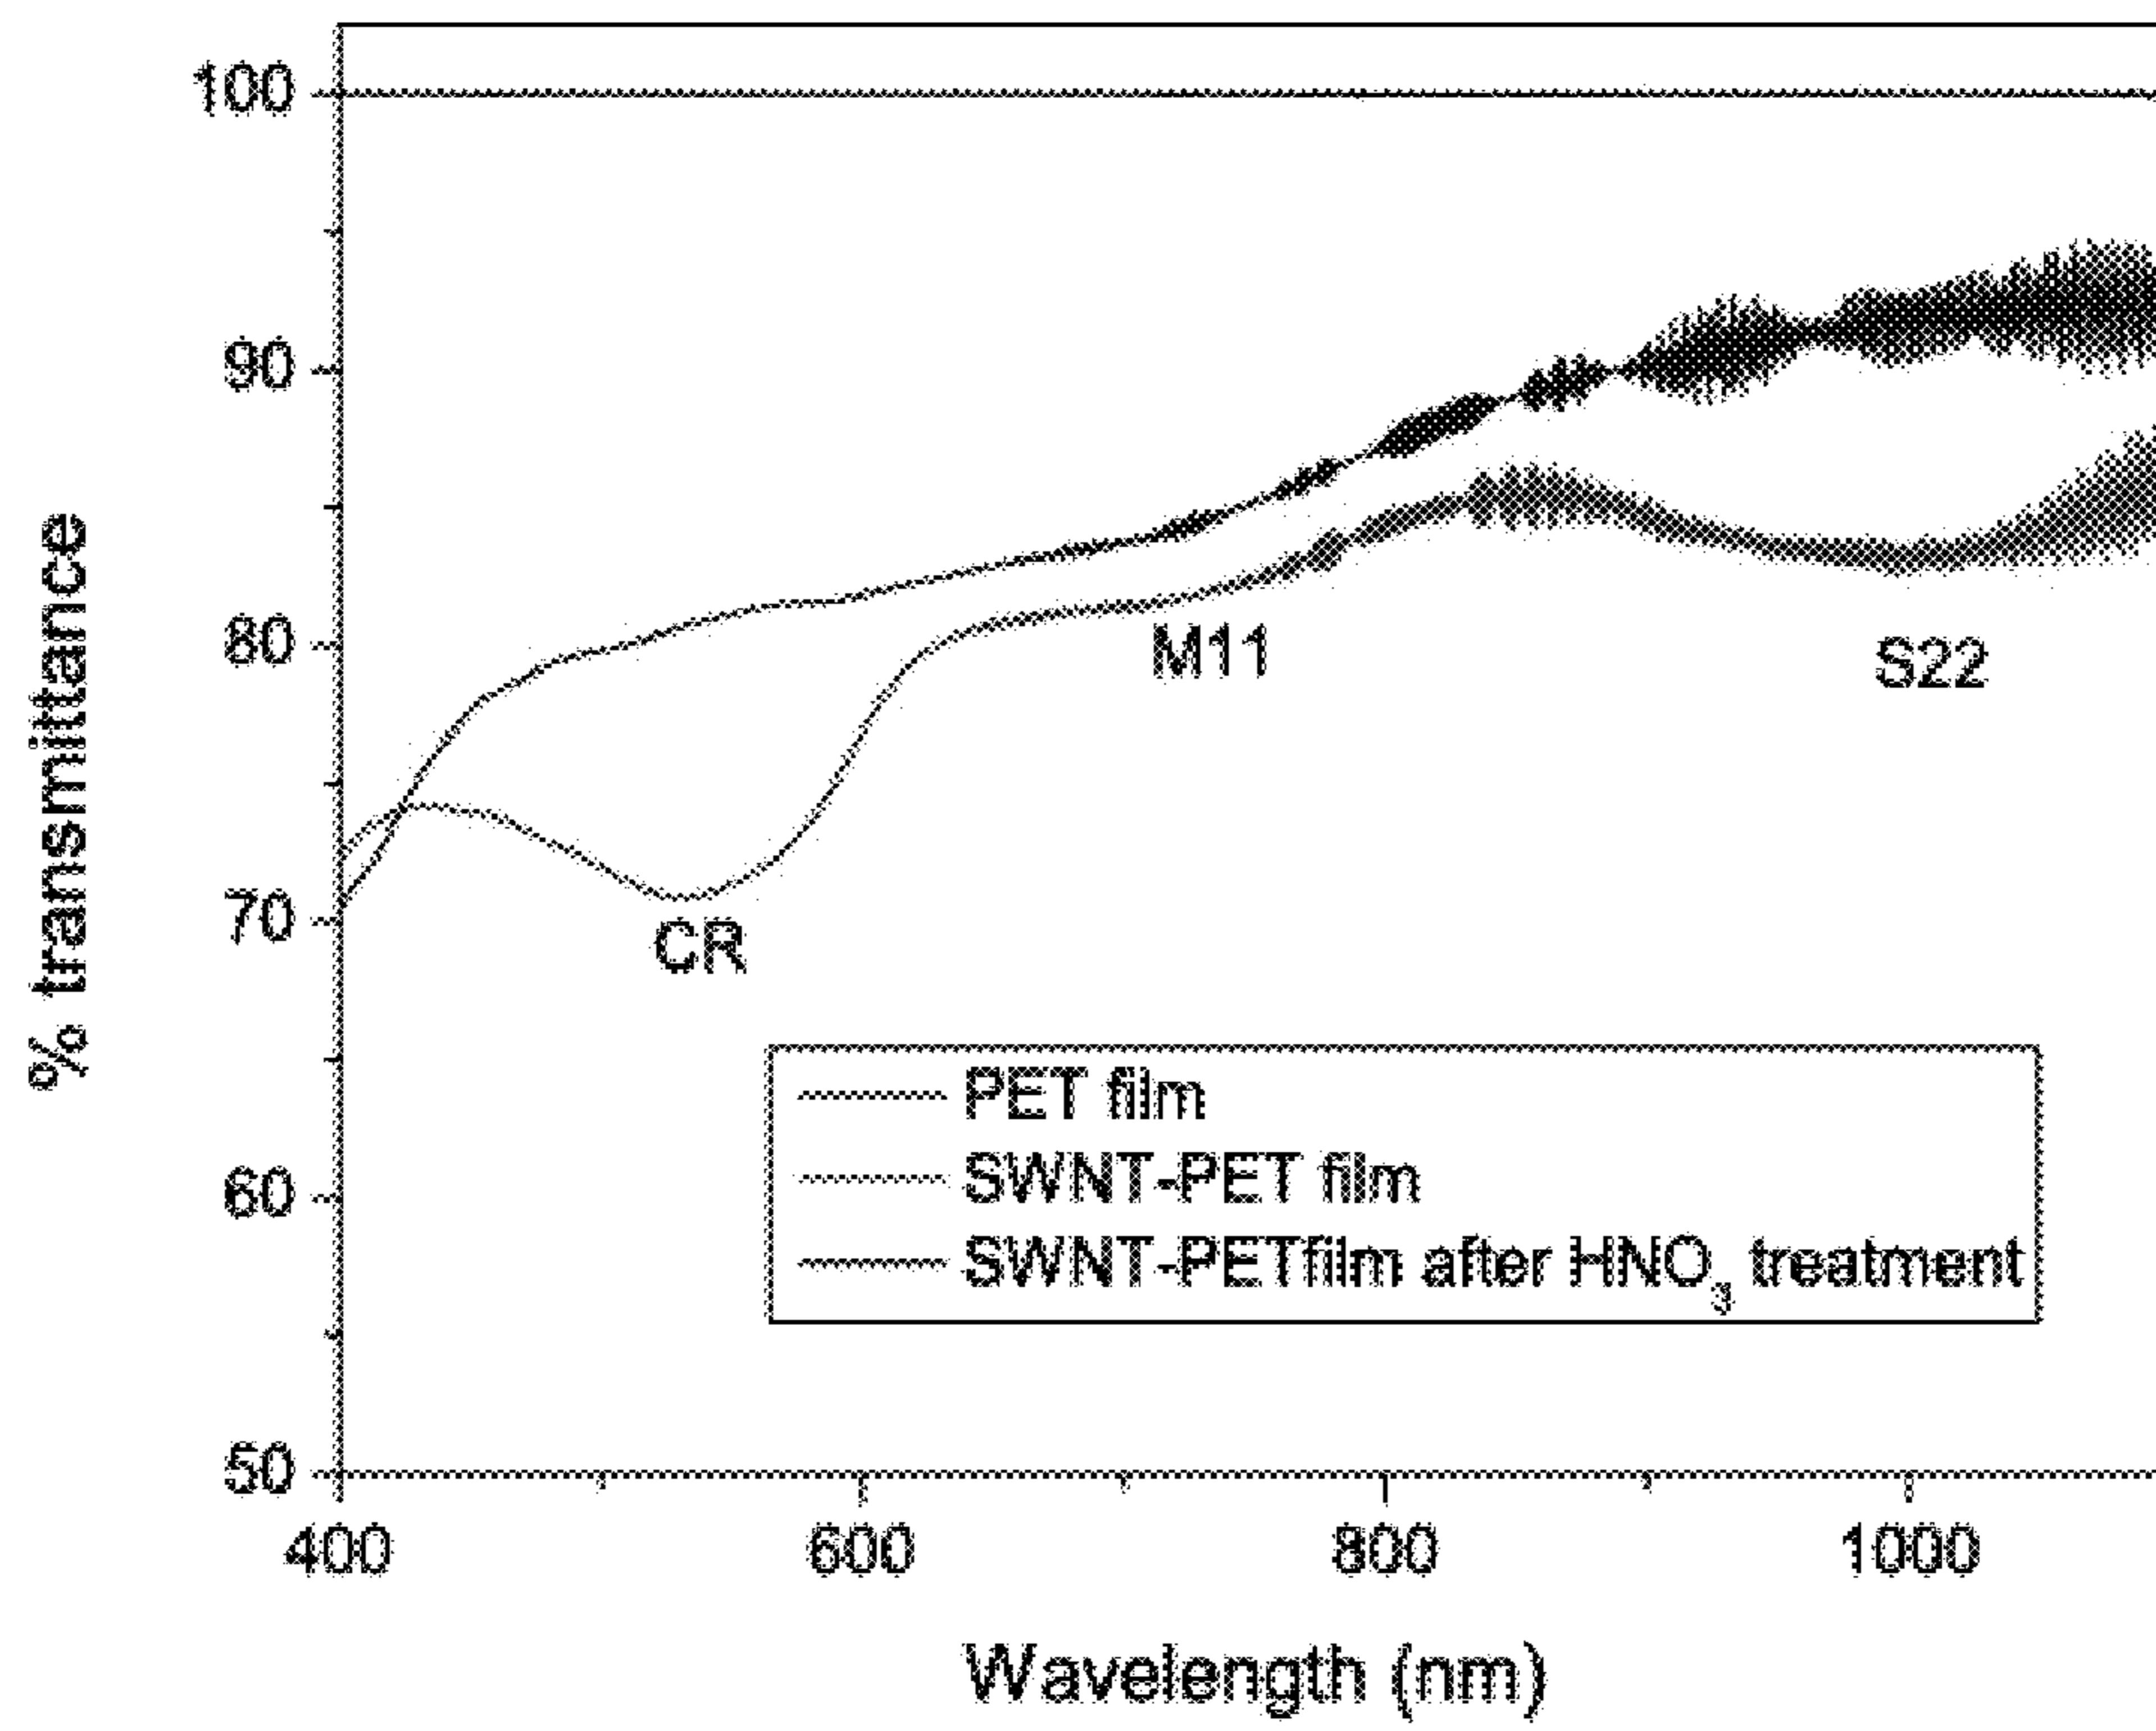 % transmittance
100
90
80
70
60
50
M11
S22
CR
PET film
SWNT-PET film
SWNT-PETfilm after HNO3 treatment
400 600 800 1000
Wavelength (nm)